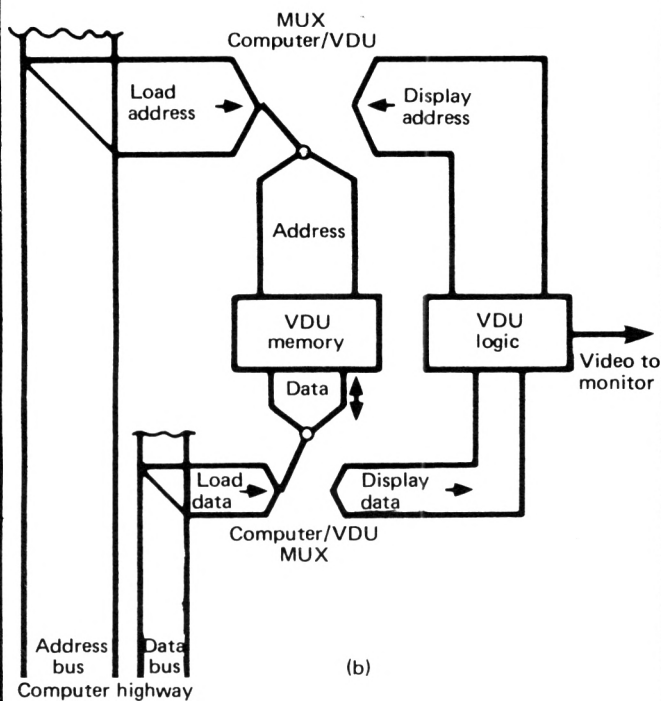 MUX
Computer/VDU
Load
address
Display
address
Address
VDU
memory
VDU
logic
Video to
monitor
Data
Load
data
Display
data
Computer/VDU
MUX
Address
bus
Data
bus
Computer highway
(b)